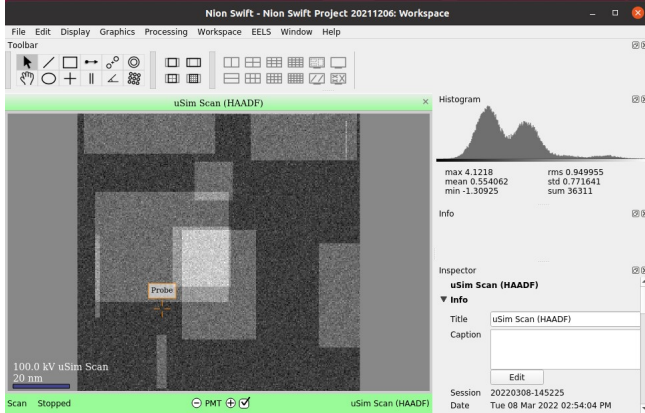 Nion Swift - Nion Swift Project 20211206: Workspace
File Edit Display Graphics Processing Workspace EELS Window Help
Toolbar
uSim Scan (HAADF)
Probe
100.0 kV uSim Scan
20 nm
Scan Stopped PMT uSim Scan (HAADF)
Histogram
max 4.1218 rms 0.949955
mean 0.554062 std 0.771641
min -1.30925 sum 36311
Info
Inspector
uSim Scan (HAADF)
Info
Title uSim Scan (HAADF)
Caption
Edit
Session 20220308-145225
Date Tue 08 Mar 2022 02:54:04 PM